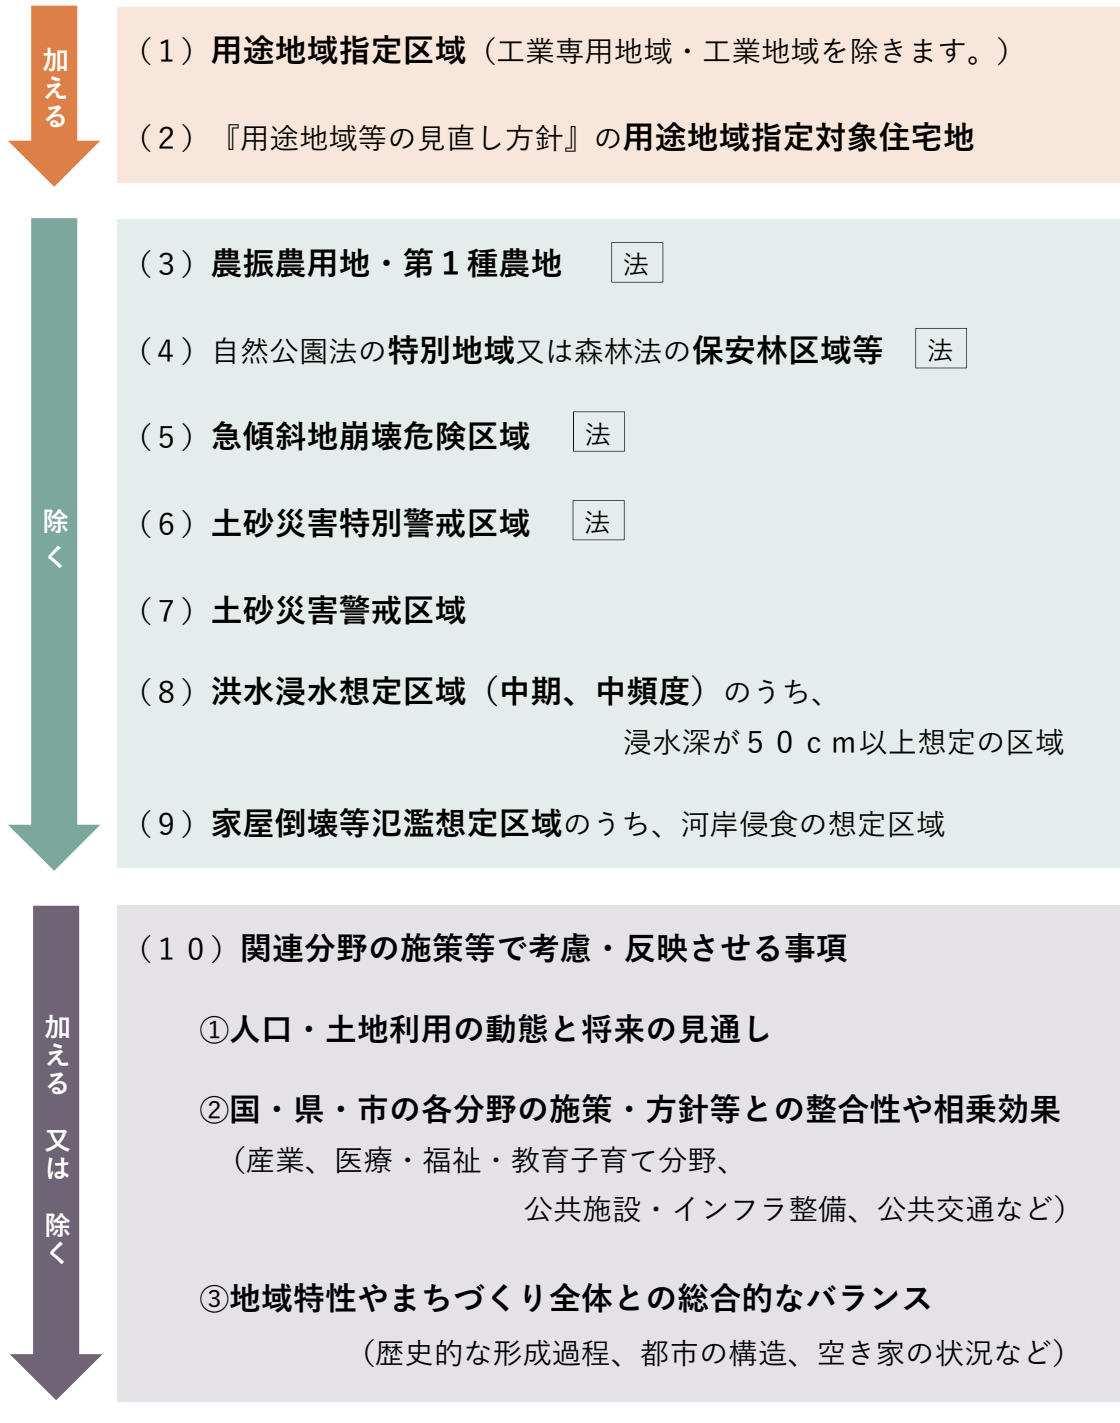 加える
（１）用途地域指定区域（工業専用地域・工業地域を除きます。）
（２）『用途地域等の見直し方針』の用途地域指定対象住宅地
除く
（３）農振農用地・第１種農地　法
（４）自然公園法の特別地域又は森林法の保安林区域等　法
（５）急傾斜地崩壊危険区域　法
（６）土砂災害特別警戒区域　法
（７）土砂災害警戒区域
（８）洪水浸水想定区域（中期、中頻度）のうち、
浸水深が５０ｃｍ以上想定の区域
（９）家屋倒壊等氾濫想定区域のうち、河岸侵食の想定区域
加える　又は　除く
（１０）関連分野の施策等で考慮・反映させる事項
①人口・土地利用の動態と将来の見通し
②国・県・市の各分野の施策・方針等との整合性や相乗効果
（産業、医療・福祉・教育子育て分野、
公共施設・インフラ整備、公共交通など）
③地域特性やまちづくり全体との総合的なバランス
（歴史的な形成過程、都市の構造、空き家の状況など）